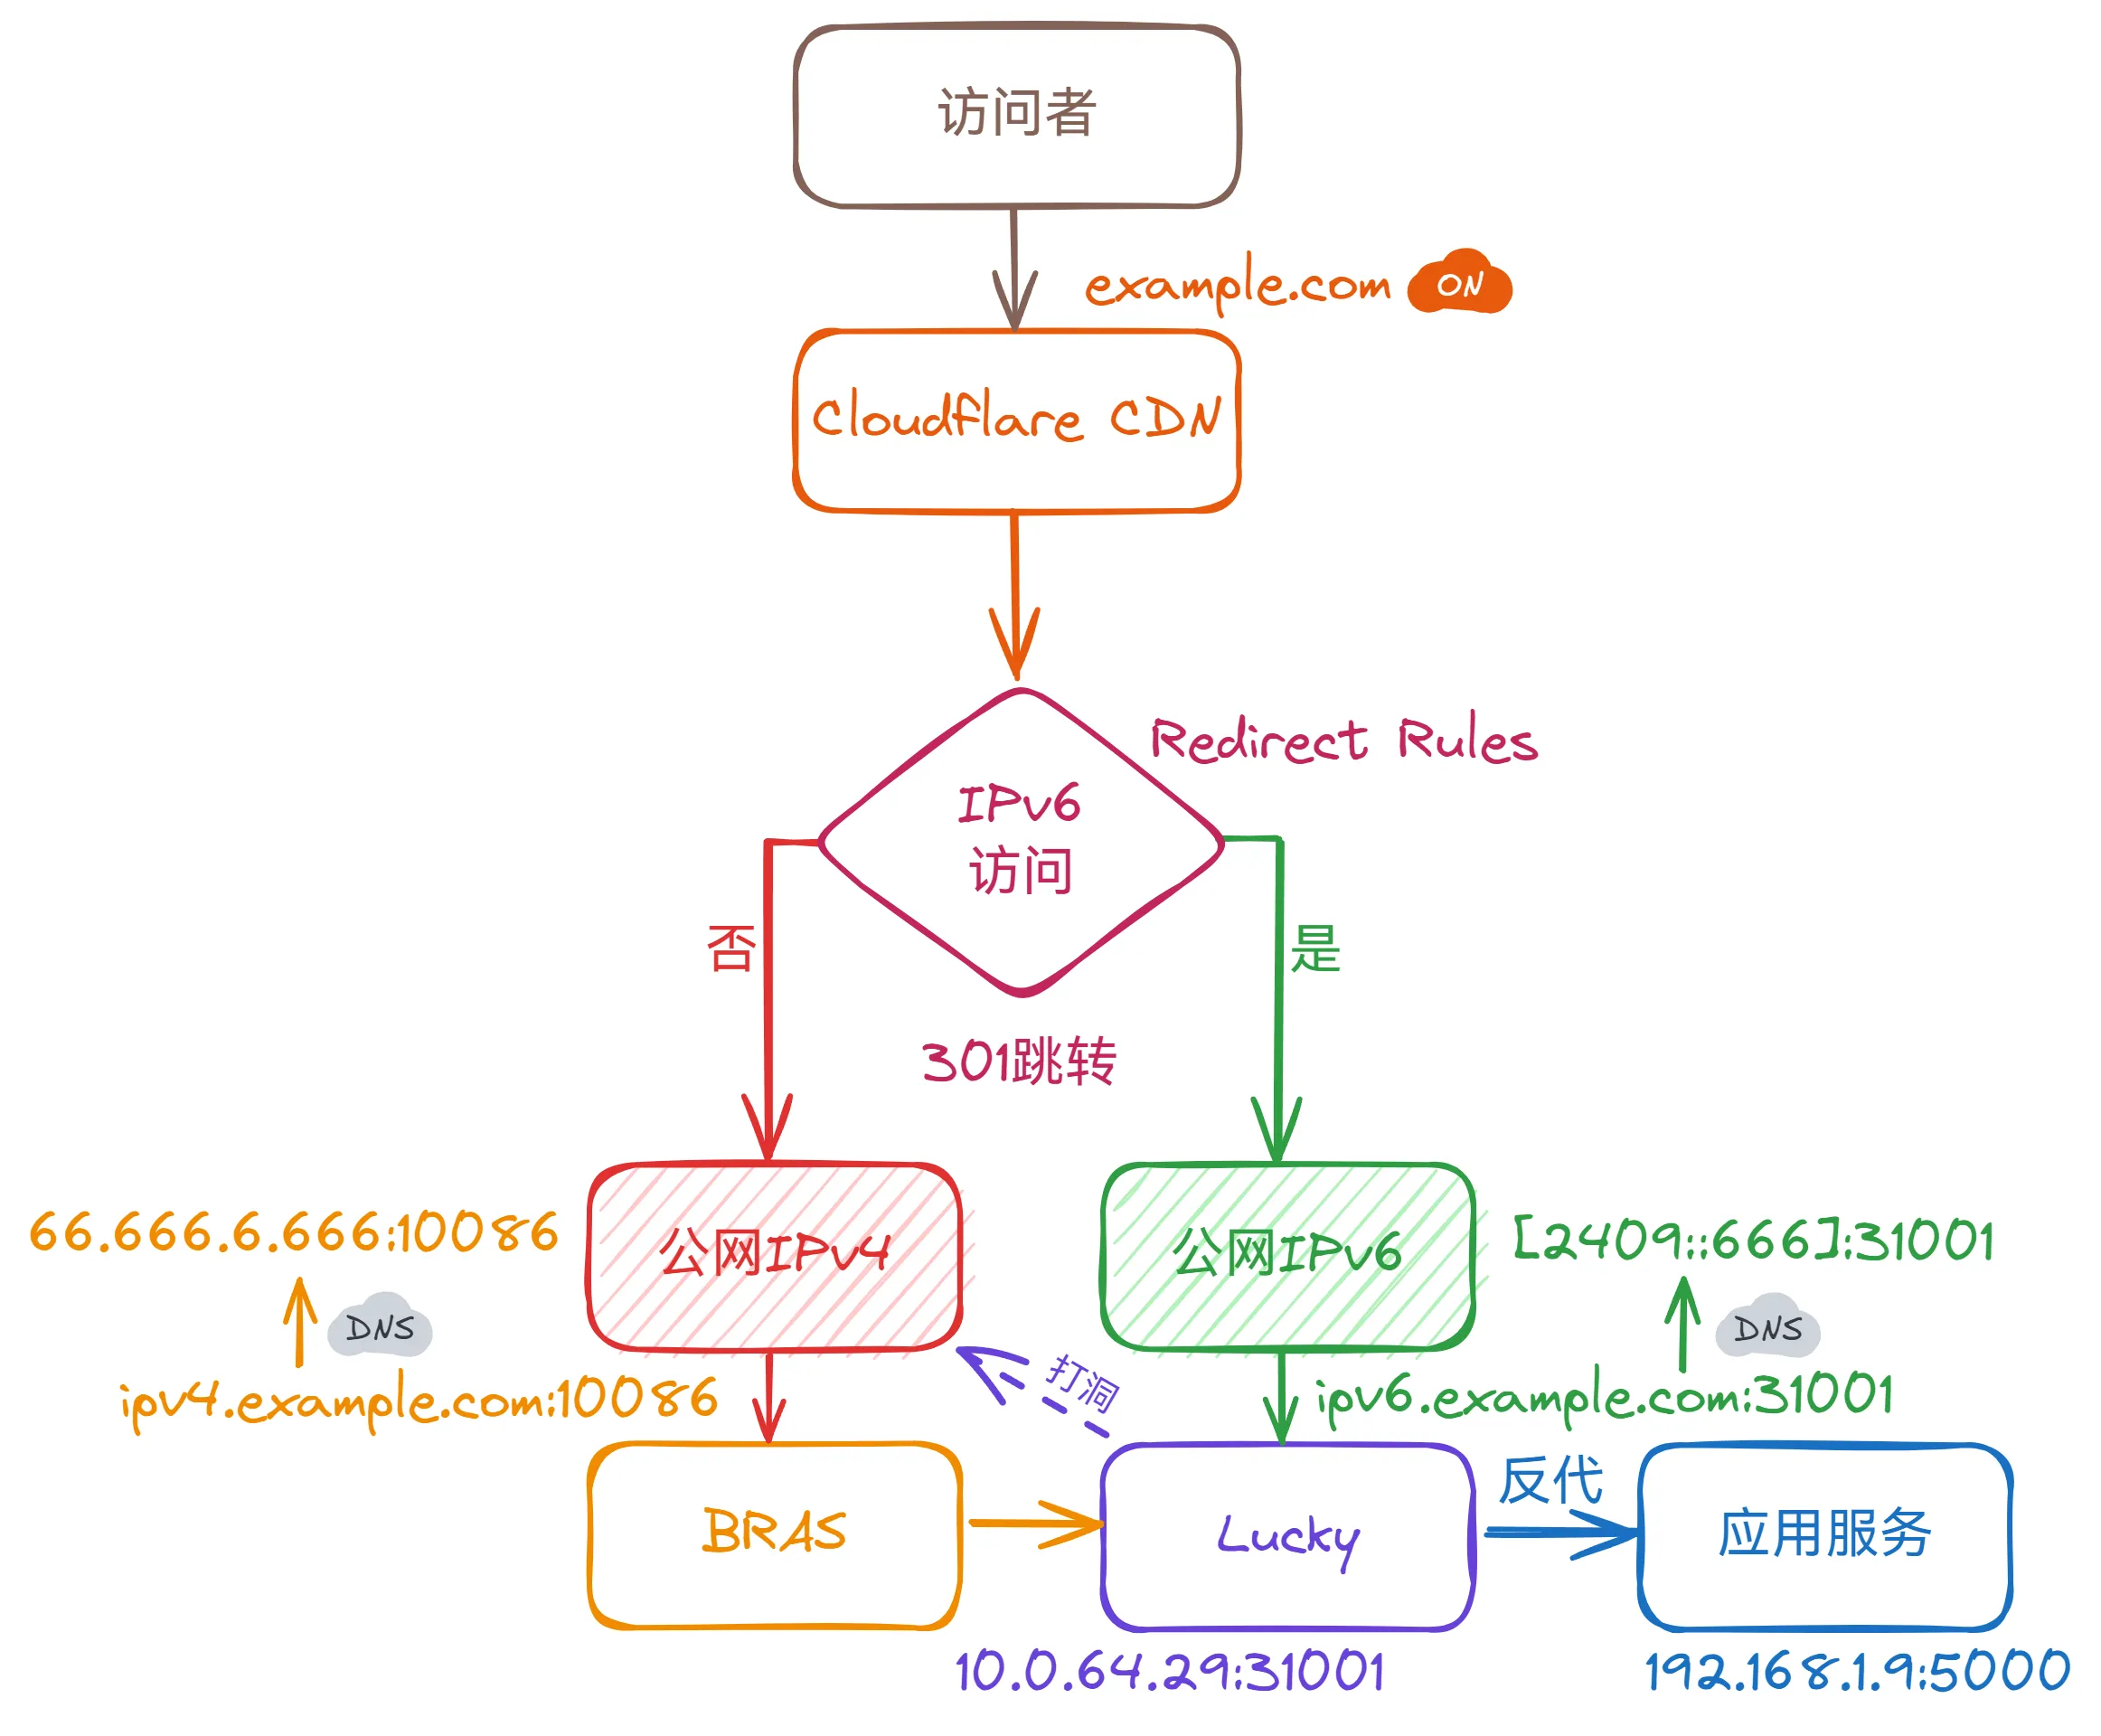 访问者
example.com ON
Cloudflare CDN
Redirect Rules
IPv6
访问
否
是
301跳转
66.666.6.666:10086
公网IPv4
公网IPv6
[2409::666]:31001
DNS
DNS
打洞
ipv4.example.com:10086
ipv6.example.com:31001
反代
BRAS
Lucky
应用服务
10.0.64.29:31001
192.168.1.9:5000